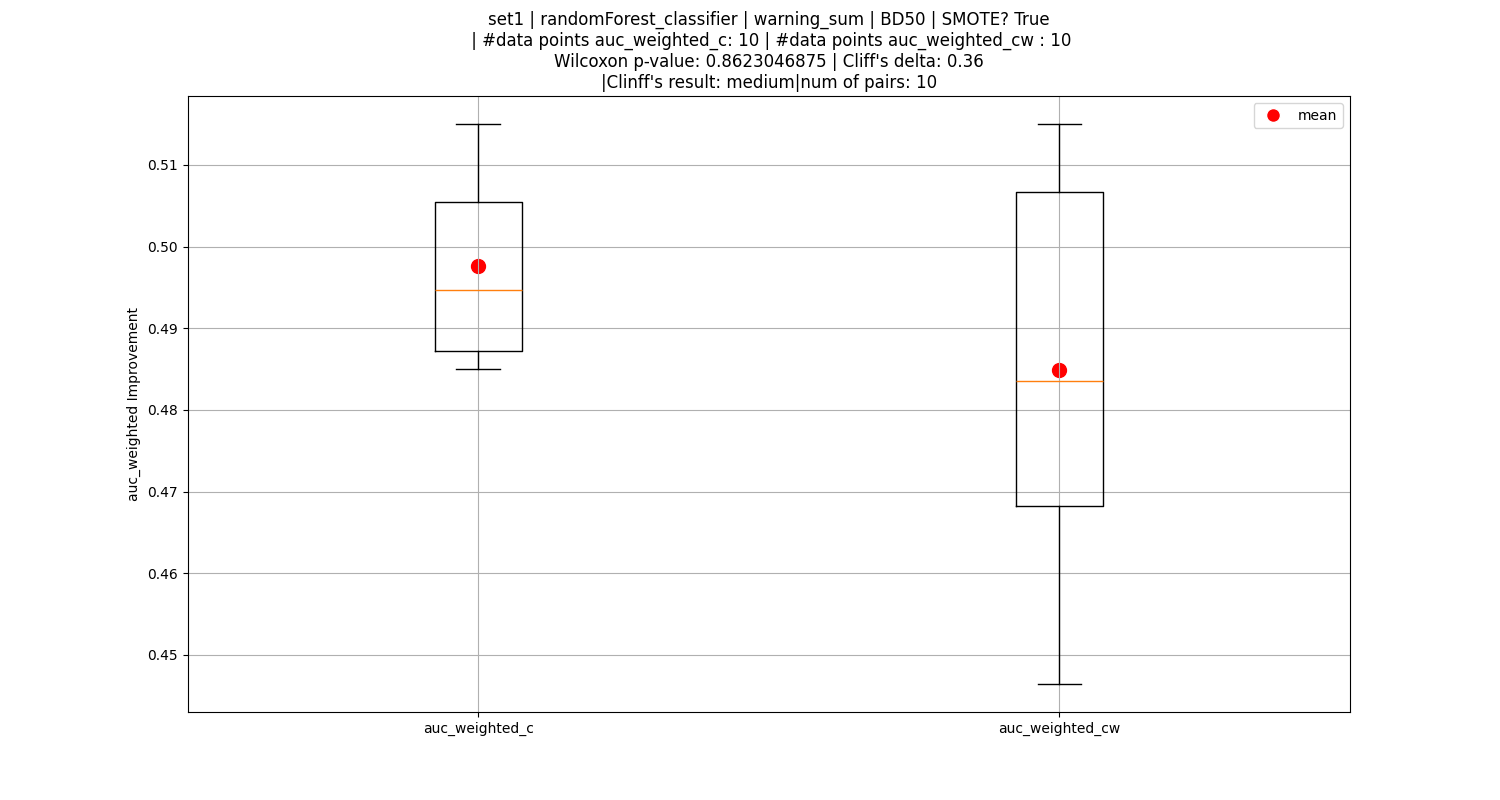 set1 | randomForest_classifier | warning_sum | BD50 | SMOTE? True
| #data points auc_weighted_c: 10 | #data points auc_weighted_cw : 10
Wilcoxon p-value: 0.8623046875 | Cliff's delta: 0.36
|Clinff's result: medium|num of pairs: 10
mean
0.51
0.50
0.49
0.48
0.47
0.46
0.45
auc_weighted Improvement
auc_weighted_c
auc_weighted_cw